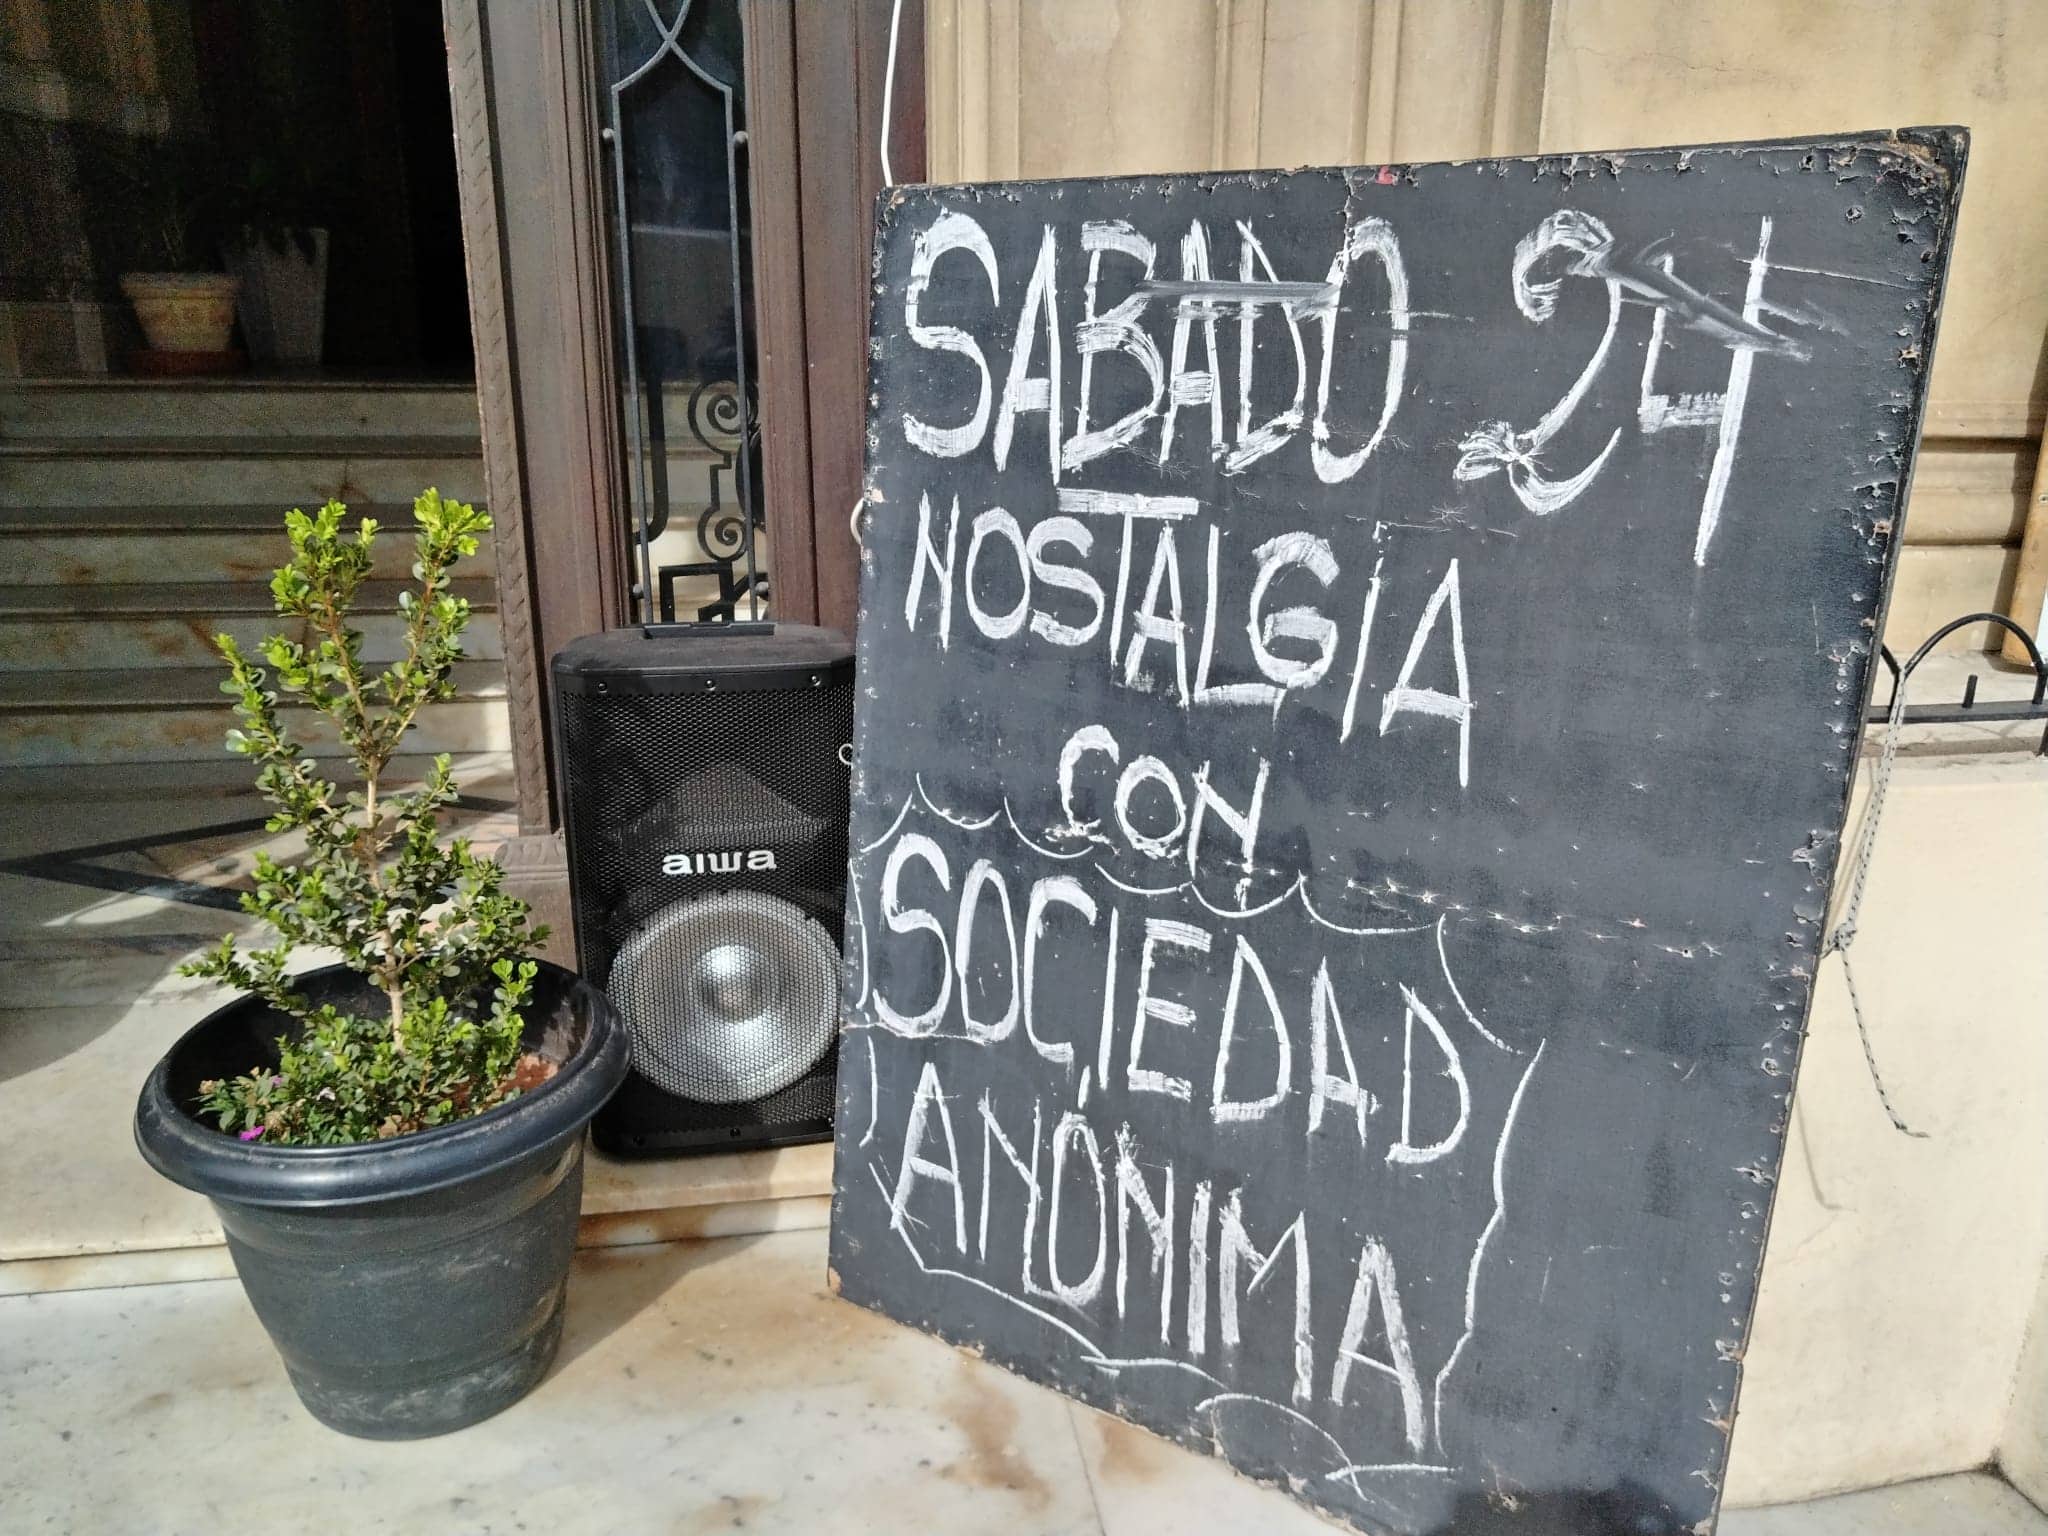 aiwa
SABADO 24
NOSTALGIA
CON
SOCIEDAD
ANONIMA